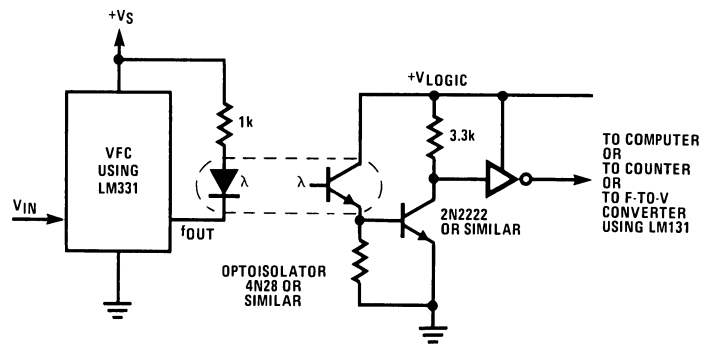 +VS
1k
VFC
USING
LM331
VIN
fOUT
λ
λ
OPTOISOLATOR
4N28 OR
SIMILAR
+VLOGIC
3.3k
2N2222
OR SIMILAR
TO COMPUTER
OR
TO COUNTER
OR
TO F-TO-V
CONVERTER
USING LM131